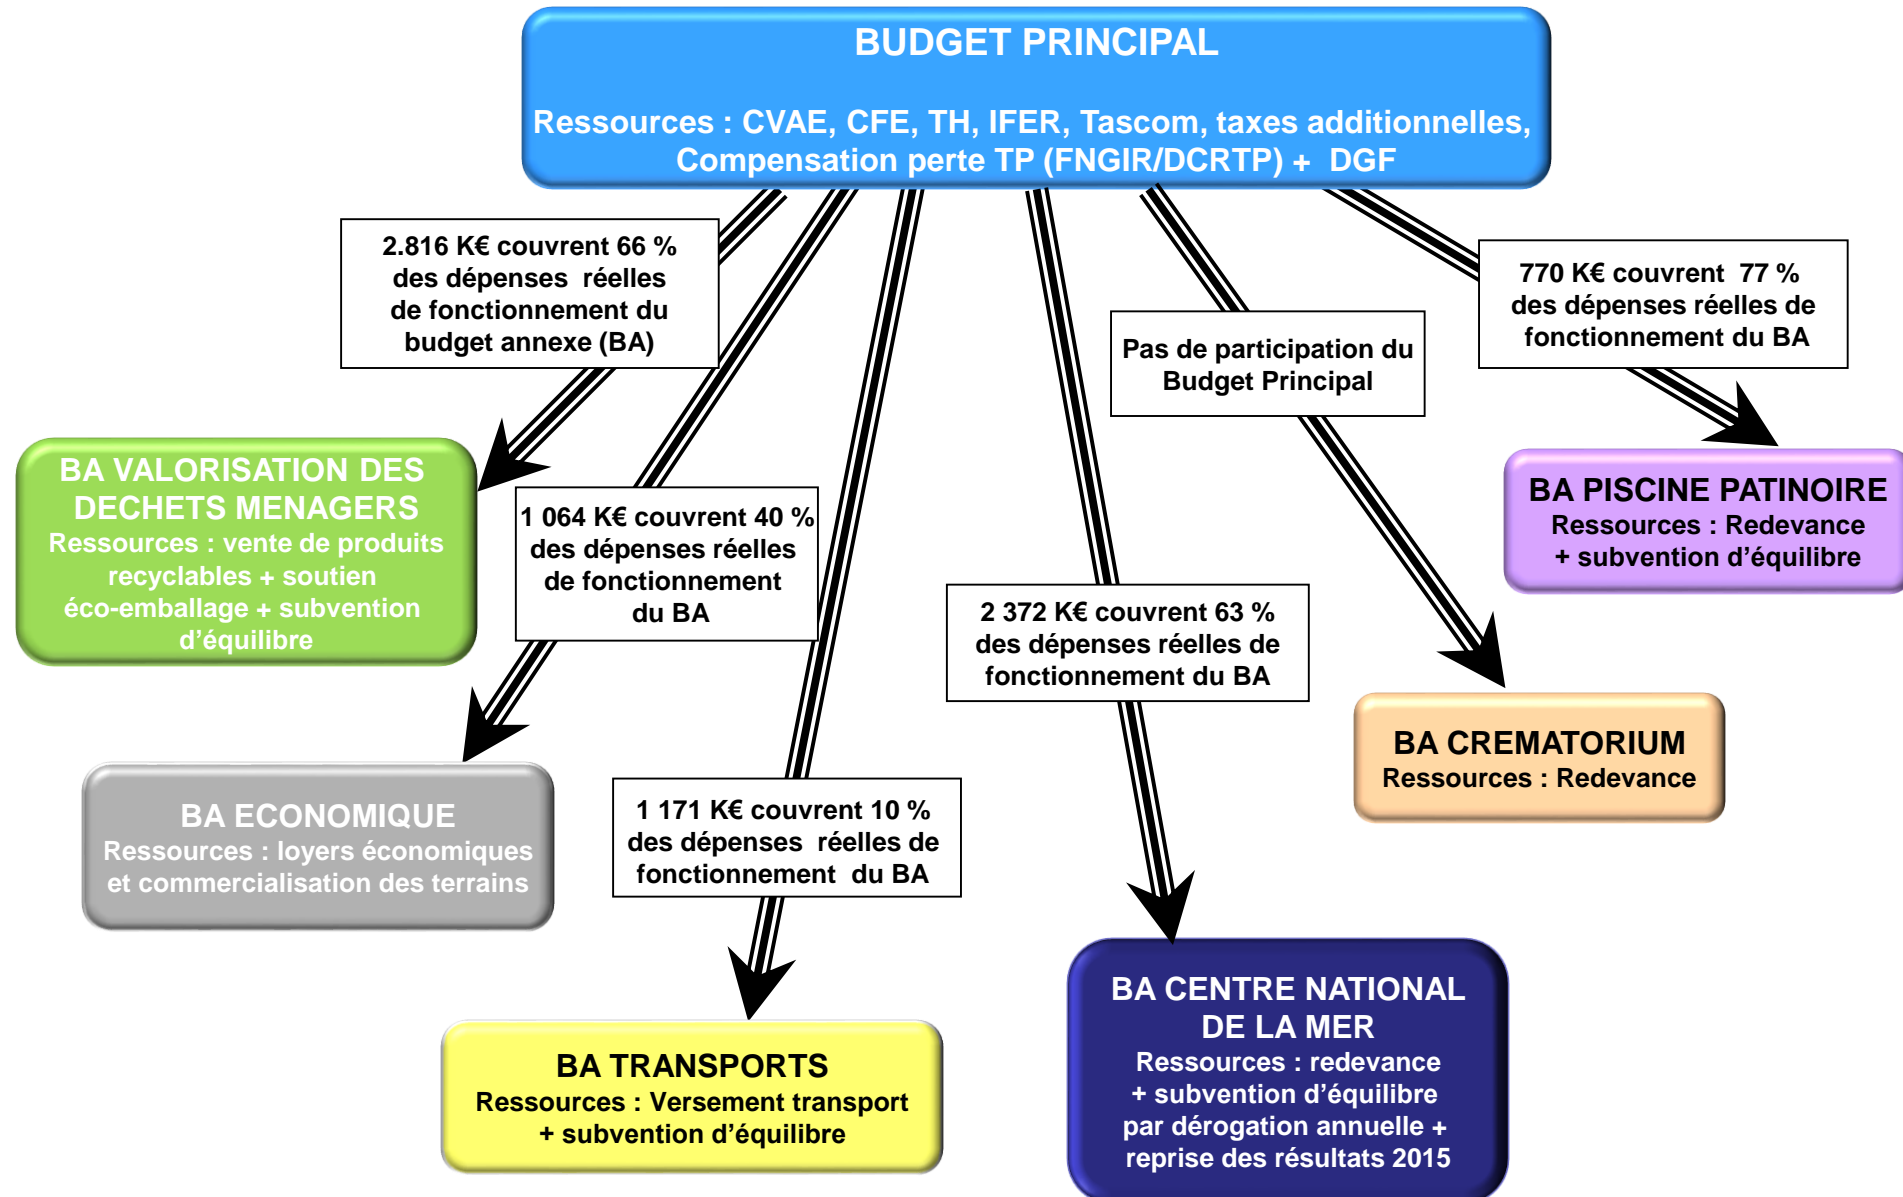 BUDGET PRINCIPAL
Ressources : CVAE, CFE, TH, IFER, Tascom, taxes additionnelles,
Compensation perte TP (FNGIR/DCRTP) + DGF
2.816 K€ couvrent 66 %
des dépenses réelles
de fonctionnement du
budget annexe (BA)
770 K€ couvrent 77 %
des dépenses réelles de
fonctionnement du BA
Pas de participation du
Budget Principal
BA VALORISATION DES
DECHETS MENAGERS
Ressources : vente de produits
recyclables + soutien
éco-emballage + subvention
d'équilibre
1 064 K€ couvrent 40 %
des dépenses réelles
de fonctionnement
du BA
BA PISCINE PATINOIRE
Ressources : Redevance
+ subvention d'équilibre
2 372 K€ couvrent 63 %
des dépenses réelles de
fonctionnement du BA
BA CREMATORIUM
Ressources : Redevance
BA ECONOMIQUE
Ressources : loyers économiques
et commercialisation des terrains
1 171 K€ couvrent 10 %
des dépenses réelles de
fonctionnement du BA
BA CENTRE NATIONAL
DE LA MER
Ressources : redevance
+ subvention d'équilibre
par dérogation annuelle +
reprise des résultats 2015
BA TRANSPORTS
Ressources : Versement transport
+ subvention d'équilibre